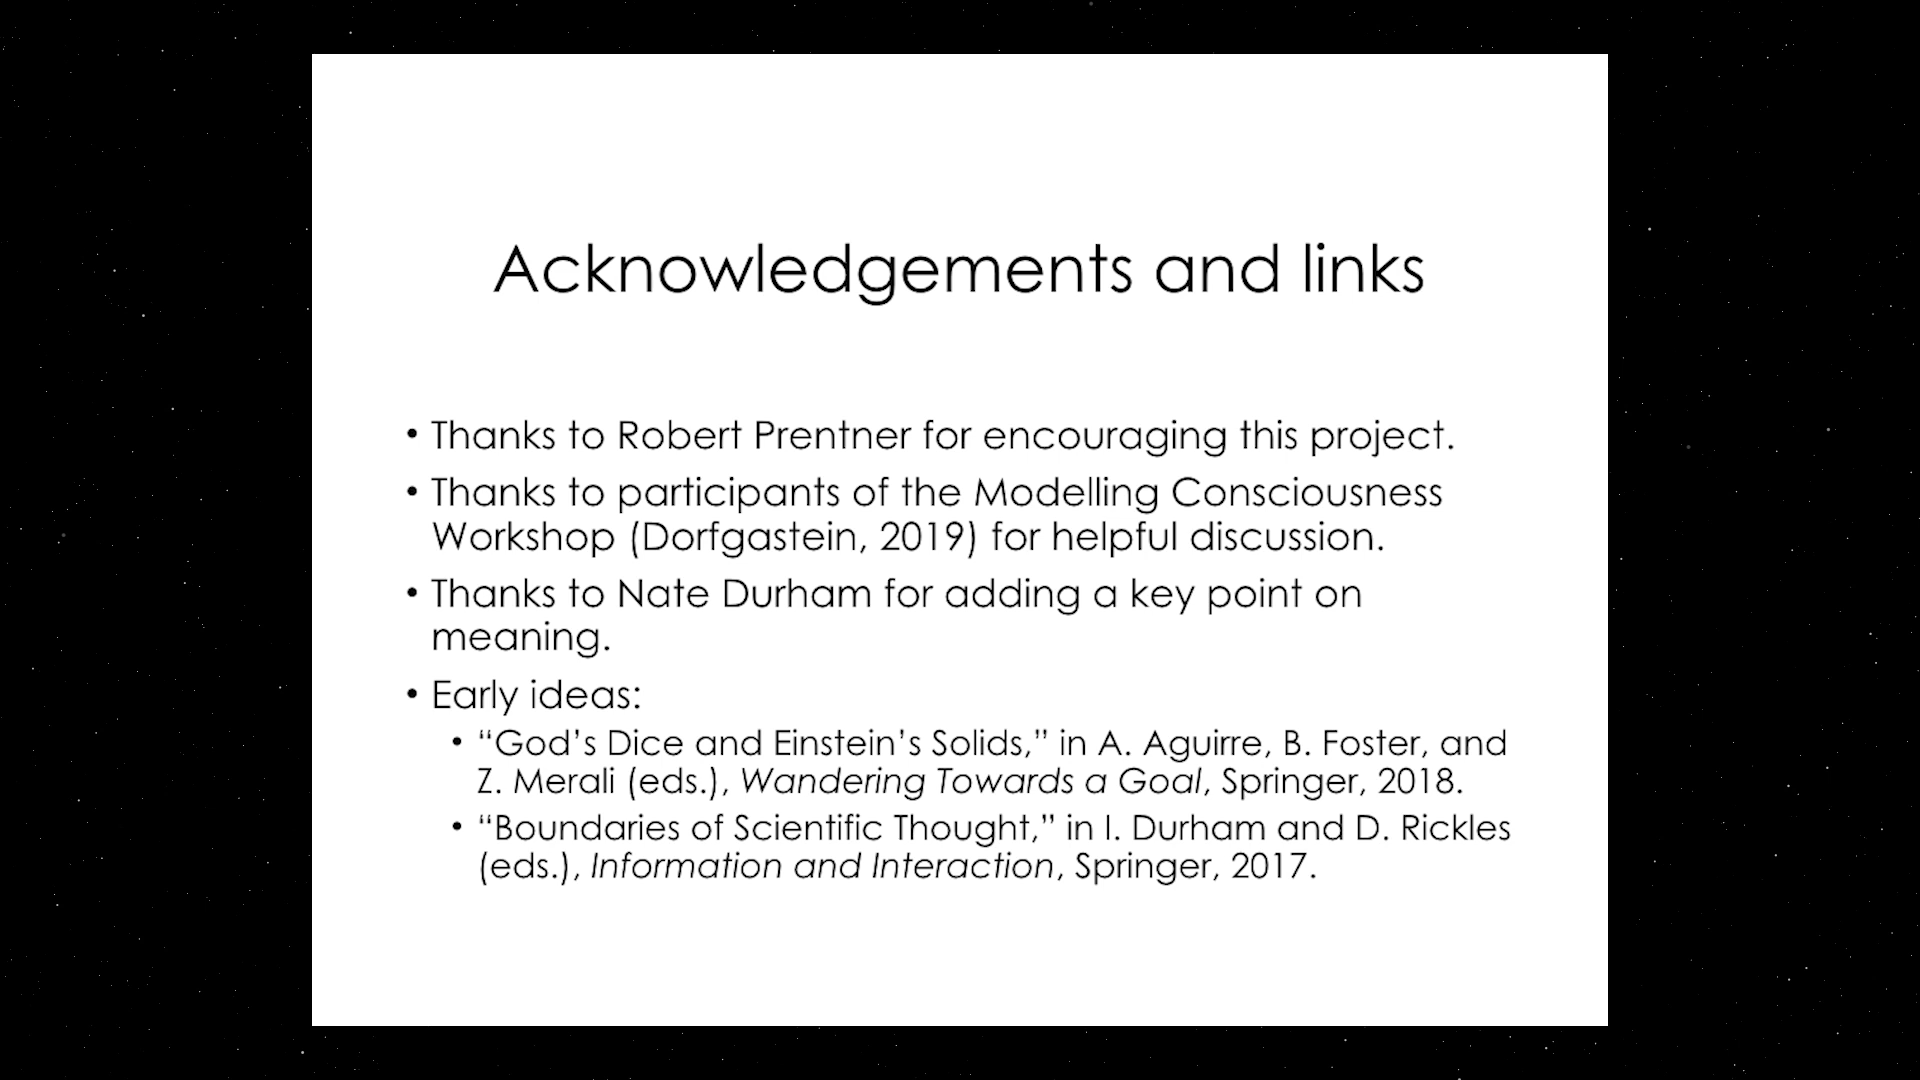 Acknowledgements and links
• Thanks to Robert Prentner for encouraging this project.
• Thanks to participants of the Modelling Consciousness
Workshop (Dorfgastein, 2019) for helpful discussion.
• Thanks to Nate Durham for adding a key point on
meaning.
• Early ideas:
• “God’s Dice and Einstein’s Solids,” in A. Aguirre, B. Foster, and
Z. Merali (eds.), Wandering Towards a Goal, Springer, 2018.
• “Boundaries of Scientific Thought,” in I. Durham and D. Rickles
(eds.), Information and Interaction, Springer, 2017.